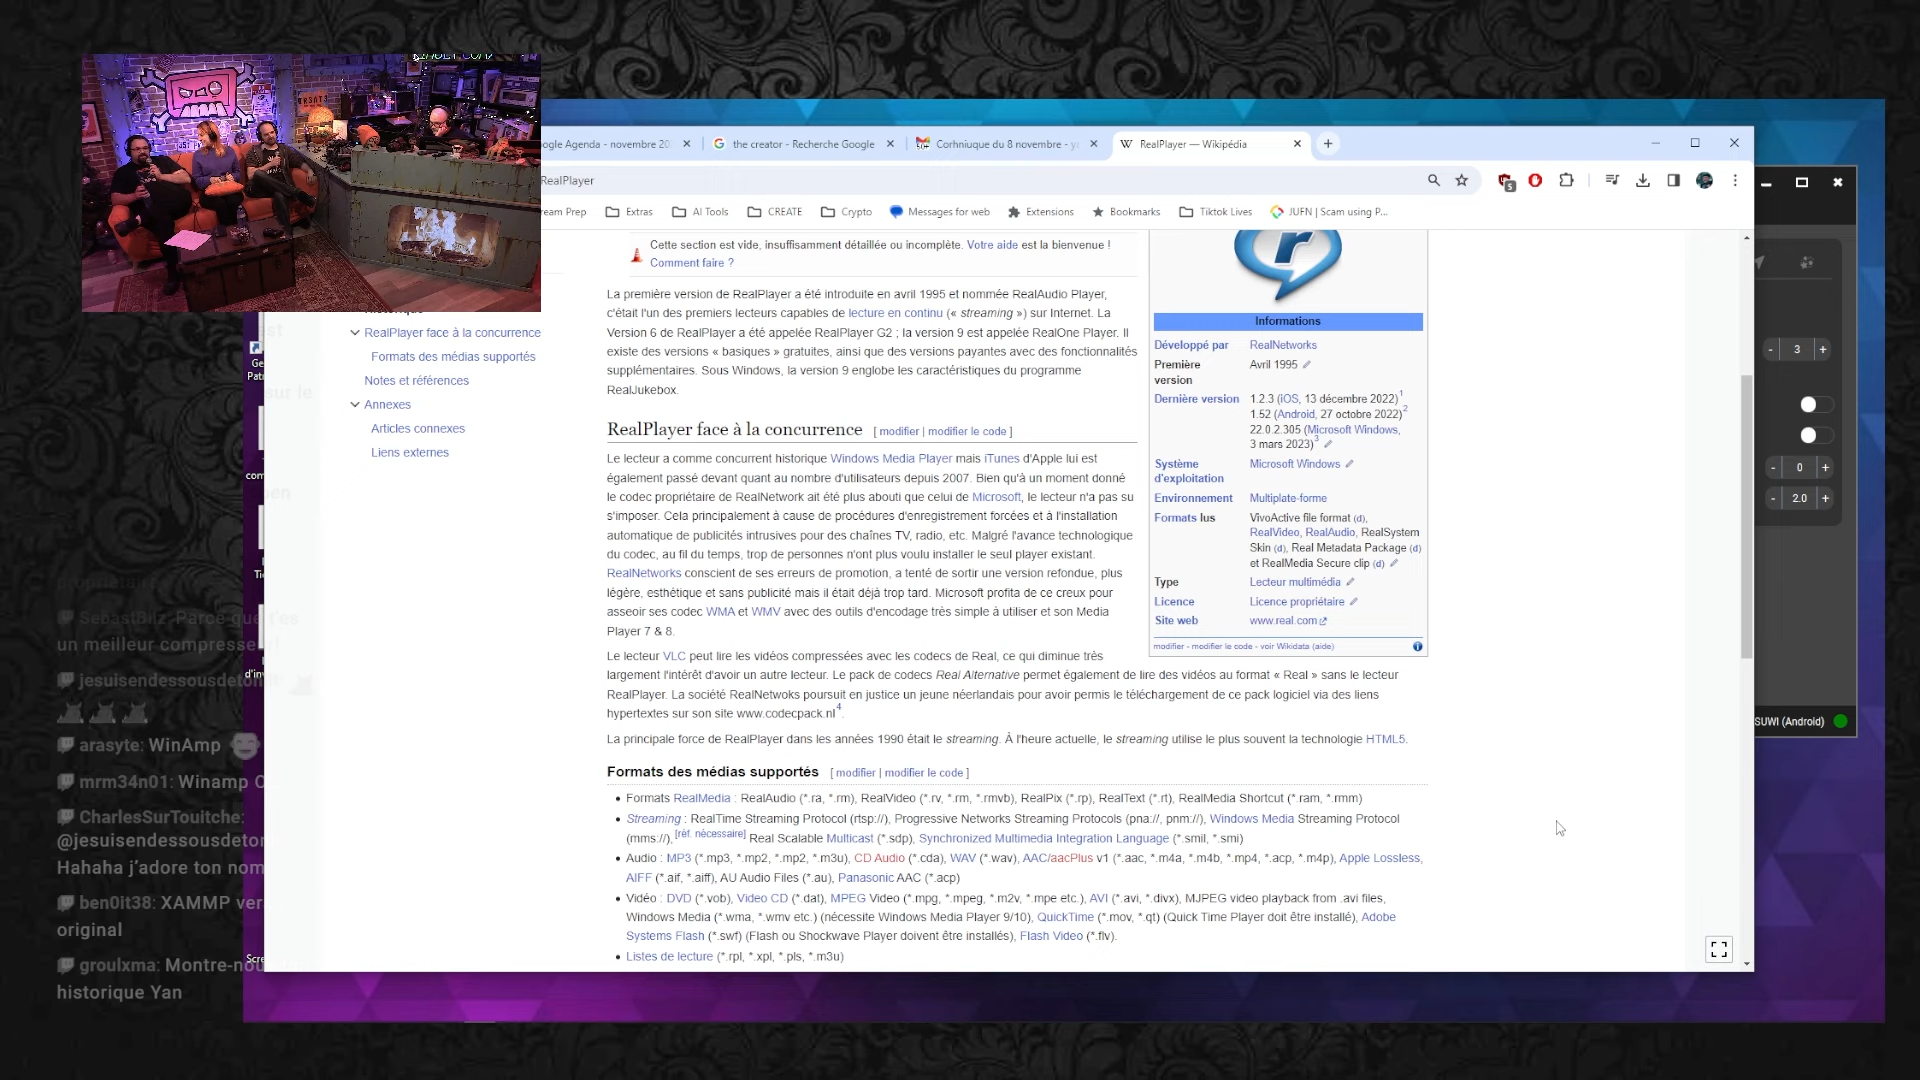 ogle Agenda - novembre 20
the creator - Recherche Google
Corhniuque du 8 novembre - y
RealPlayer — Wikipédia
RealPlayer
eam Prep
Extras
AI Tools
CREATE
Crypto
Messages for web
Extensions
Bookmarks
Tiktok Lives
JUFN | Scam using P...
RealPlayer face à la concurrence
Formats des médias supportés
Notes et références
Annexes
Articles connexes
Liens externes
Cette section est vide, insuffisamment détaillée ou incomplète. Votre aide est la bienvenue !
Comment faire ?
La première version de RealPlayer a été introduite en avril 1995 et nommée RealAudio Player,
c'était l'un des premiers lecteurs capables de lecture en continu (« streaming ») sur Internet. La
Version 6 de RealPlayer a été appelée RealPlayer G2 ; la version 9 est appelée RealOne Player. Il
existe des versions « basiques » gratuites, ainsi que des versions payantes avec des fonctionnalités
supplémentaires. Sous Windows, la version 9 englobe les caractéristiques du programme
RealJukebox.
RealPlayer face à la concurrence [ modifier | modifier le code ]
Le lecteur a comme concurrent historique Windows Media Player mais iTunes d'Apple lui est
également passé devant quant au nombre d'utilisateurs depuis 2007. Bien qu'à un moment donné
le codec propriétaire de RealNetwork ait été plus abouti que celui de Microsoft, le lecteur n'a pas su
s'imposer. Cela principalement à cause de procédures d'enregistrement forcées et à l'installation
automatique de publicités intrusives pour des chaînes TV, radio, etc. Malgré l'avance technologique
du codec, au fil du temps, trop de personnes n'ont plus voulu installer le seul player existant.
RealNetworks conscient de ses erreurs de promotion, a tenté de sortir une version refondue, plus
légère, esthétique et sans publicité mais il était déjà trop tard. Microsoft profita de ce creux pour
asseoir ses codec WMA et WMV avec des outils d'encodage très simple à utiliser et son Media
Player 7 & 8.
Le lecteur VLC peut lire les vidéos compressées avec les codecs de Real, ce qui diminue très
largement l'intérêt d'avoir un autre lecteur. Le pack de codecs Real Alternative permet également de lire des vidéos au format « Real » sans le lecteur
RealPlayer. La société RealNetwoks poursuit en justice un jeune néerlandais pour avoir permis le téléchargement de ce pack logiciel via des liens
hypertextes sur son site www.codecpack.nl4.
La principale force de RealPlayer dans les années 1990 était le streaming. À l'heure actuelle, le streaming utilise le plus souvent la technologie HTML5.
Formats des médias supportés [ modifier | modifier le code ]
• Formats RealMedia : RealAudio (*.ra, *.rm), RealVideo (*.rv, *.rm, *.rmvb), RealPix (*.rp), RealText (*.rt), RealMedia Shortcut (*.ram, *.rmm)
• Streaming : RealTime Streaming Protocol (rtsp://), Progressive Networks Streaming Protocols (pna://, pnm://), Windows Media Streaming Protocol
(mms://),[réf. nécessaire] Real Scalable Multicast (*.sdp), Synchronized Multimedia Integration Language (*.smil, *.smi)
• Audio : MP3 (*.mp3, *.mp2, *.mp2, *.m3u), CD Audio (*.cda), WAV (*.wav), AAC/aacPlus v1 (*.aac, *.m4a, *.m4b, *.mp4, *.acp, *.m4p), Apple Lossless,
AIFF (*.aif, *.aiff), AU Audio Files (*.au), Panasonic AAC (*.acp)
• Vidéo : DVD (*.vob), Video CD (*.dat), MPEG Video (*.mpg, *.mpeg, *.m2v, *.mpe etc.), AVI (*.avi, *.divx), MJPEG video playback from .avi files,
Windows Media (*.wma, *.wmv etc.) (nécessite Windows Media Player 9/10), QuickTime (*.mov, *.qt) (Quick Time Player doit être installé), Adobe
Systems Flash (*.swf) (Flash ou Shockwave Player doivent être installés), Flash Video (*.flv).
• Listes de lecture (*.rpl, *.xpl, *.pls, *.m3u)
Informations
Développé par RealNetworks
Première version Avril 1995
Dernière version 1.2.3 (iOS, 13 décembre 2022)1
1.52 (Android, 27 octobre 2022)2
22.0.2.305 (Microsoft Windows,
3 mars 2023)3
Système d'exploitation Microsoft Windows
Environnement Multiplate-forme
Formats lus VivoActive file format (d),
RealVideo, RealAudio, RealSystem
Skin (d), Real Metadata Package (d)
et RealMedia Secure clip (d)
Type Lecteur multimédia
Licence Licence propriétaire
Site web www.real.com
modifier - modifier le code - voir Wikidata (aide)
- 3 +
- 0 +
- 2.0 +
SUWI (Android)
SebastBilz: Parce que t'es
un meilleur compresse
jesuisendessousdeton
arasyte: WinAmp
mrm34n01: Winamp O
CharlesSurTouitche:
@jesuisendessousdeton
Hahaha j'adore ton nom
ben0it38: XAMMP ver
original
groulxma: Montre-nou
historique Yan